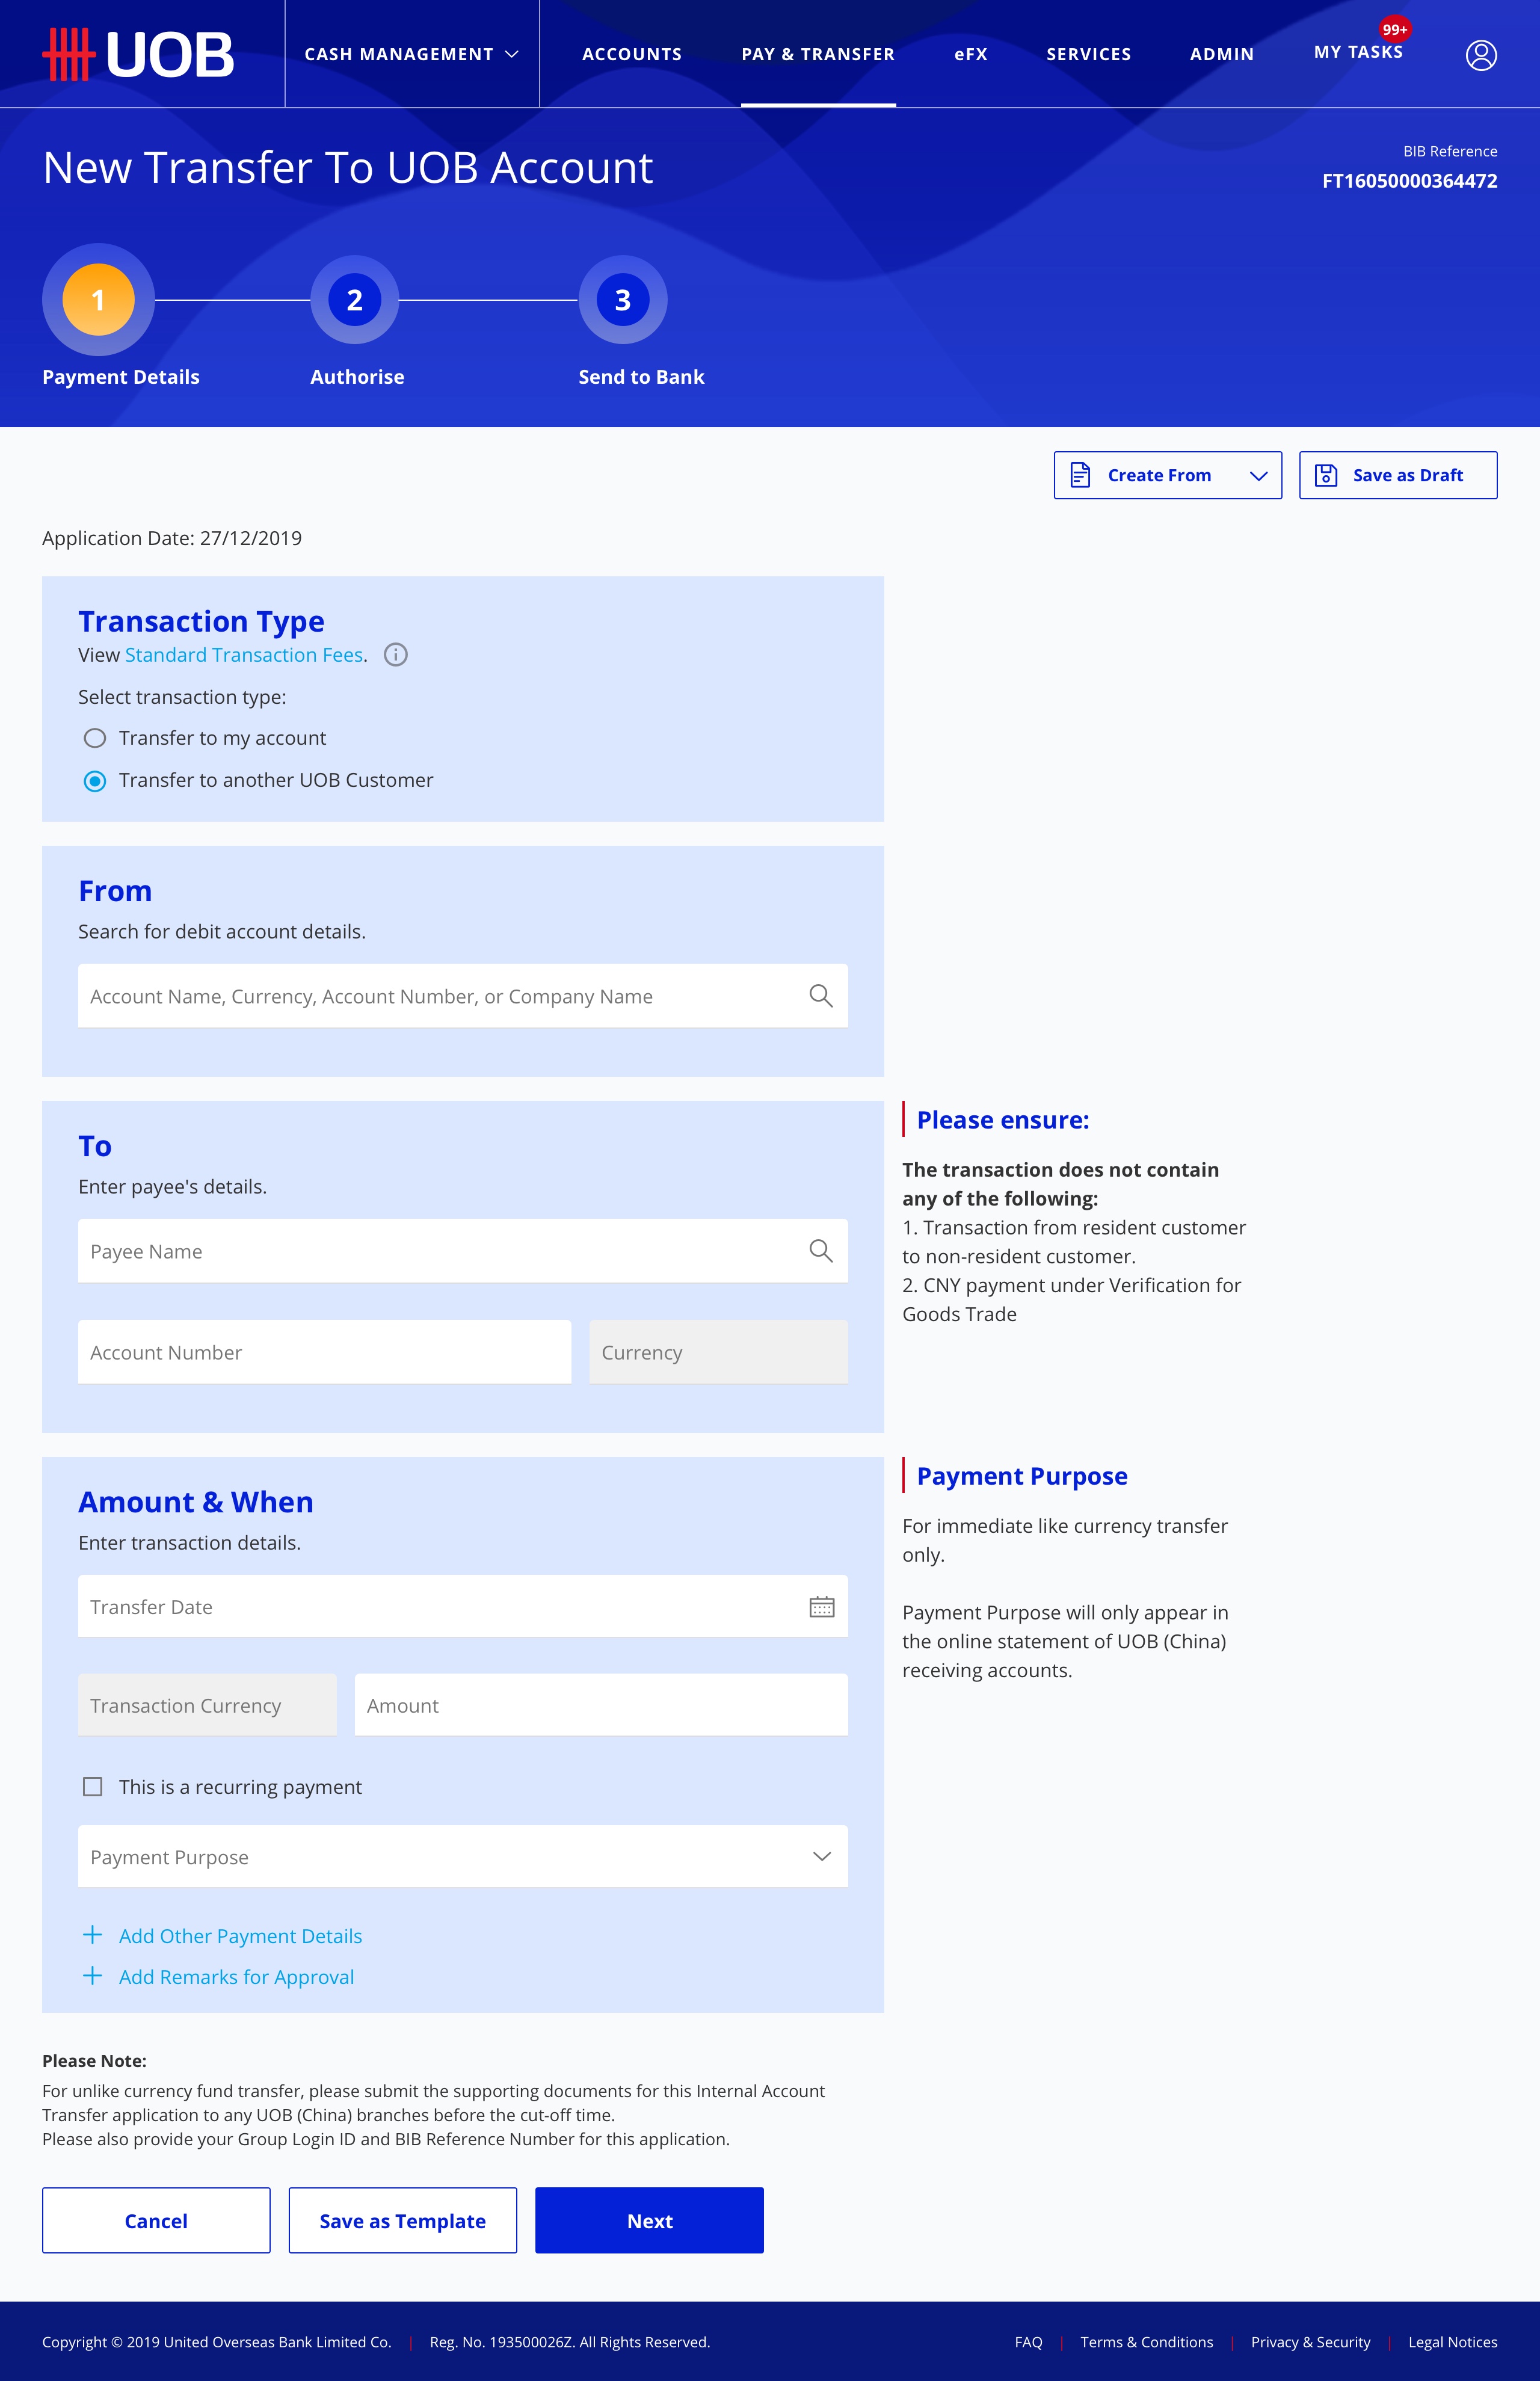 UOB
CASH MANAGEMENT
ACCOUNTS
PAY & TRANSFER
eFX
SERVICES
ADMIN
MY TASKS
99+
New Transfer To UOB Account
BIB Reference
FT16050000364472
1
2
3
Payment Details
Authorise
Send to Bank
Create From
Save as Draft
Application Date: 27/12/2019
Transaction Type
View Standard Transaction Fees.
Select transaction type:
Transfer to my account
Transfer to another UOB Customer
From
Search for debit account details.
Account Name, Currency, Account Number, or Company Name
To
Enter payee's details.
Payee Name
Account Number
Currency
Please ensure:
The transaction does not contain
any of the following:
1. Transaction from resident customer
to non-resident customer.
2. CNY payment under Verification for
Goods Trade
Amount & When
Enter transaction details.
Transfer Date
Transaction Currency
Amount
This is a recurring payment
Payment Purpose
Add Other Payment Details
Add Remarks for Approval
Payment Purpose
For immediate like currency transfer
only.
Payment Purpose will only appear in
the online statement of UOB (China)
receiving accounts.
Please Note:
For unlike currency fund transfer, please submit the supporting documents for this Internal Account
Transfer application to any UOB (China) branches before the cut-off time.
Please also provide your Group Login ID and BIB Reference Number for this application.
Cancel
Save as Template
Next
Copyright © 2019 United Overseas Bank Limited Co. | Reg. No. 193500026Z. All Rights Reserved.
FAQ | Terms & Conditions | Privacy & Security | Legal Notices